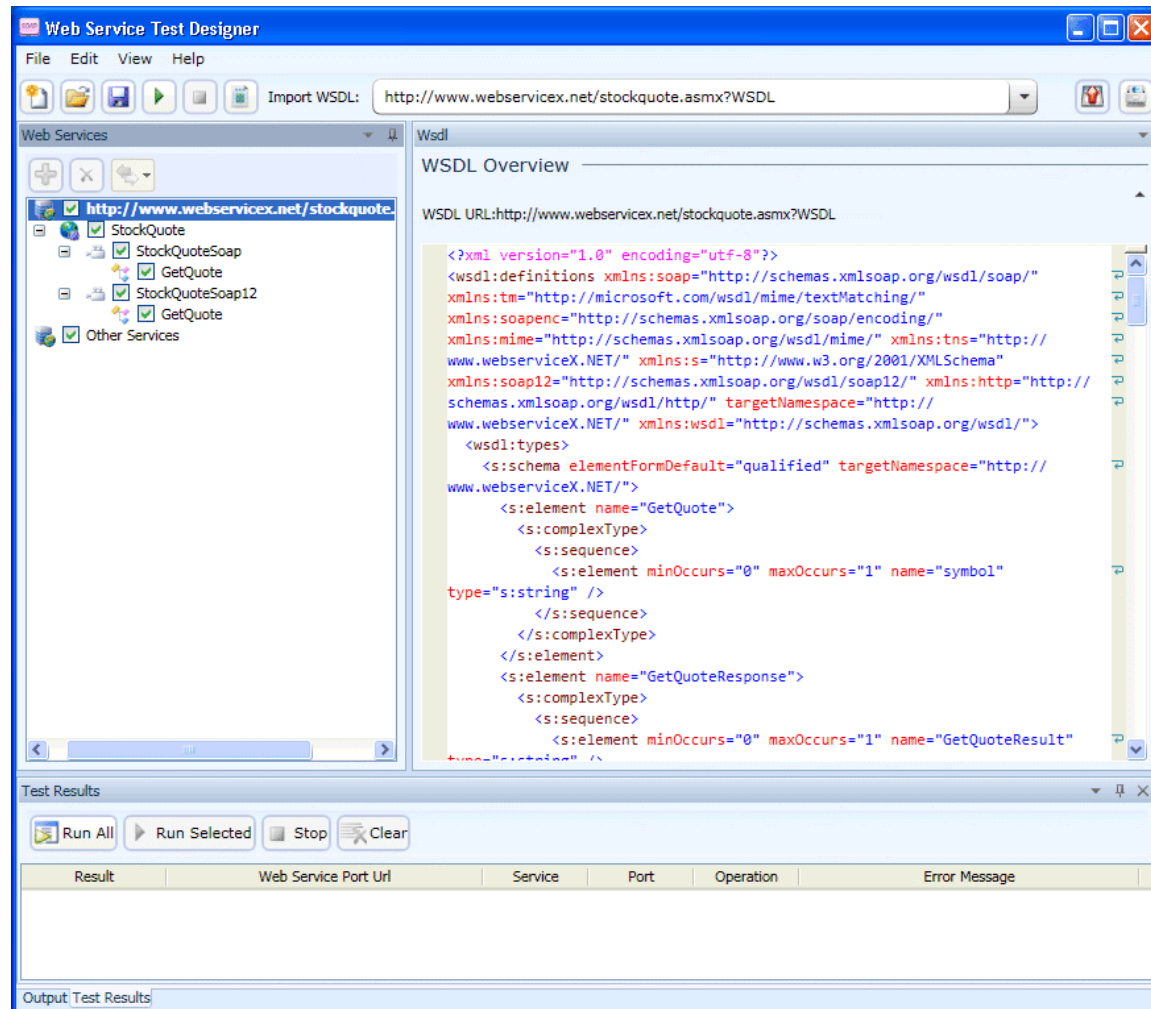 Web Service Test Designer
File Edit View Help
Import WSDL: http://www.webservicex.net/stockquote.asmx?WSDL
Web Services
http://www.webservicex.net/stockquote.
StockQuote
StockQuoteSoap
GetQuote
StockQuoteSoap12
GetQuote
Other Services
Wsdl
WSDL Overview
WSDL URL:http://www.webservicex.net/stockquote.asmx?WSDL
<?xml version="1.0" encoding="utf-8"?>
<wsdl:definitions xmlns:soap="http://schemas.xmlsoap.org/wsdl/soap/"
xmlns:tm="http://microsoft.com/wsdl/mime/textMatching/"
xmlns:soapenc="http://schemas.xmlsoap.org/soap/encoding/"
xmlns:mime="http://schemas.xmlsoap.org/wsdl/mime/" xmlns:tns="http://
www.webserviceX.NET/" xmlns:s="http://www.w3.org/2001/XMLSchema"
xmlns:soap12="http://schemas.xmlsoap.org/wsdl/soap12/" xmlns:http="http://
schemas.xmlsoap.org/wsdl/http/" targetNamespace="http://
www.webserviceX.NET/" xmlns:wsdl="http://schemas.xmlsoap.org/wsdl/">
<wsdl:types>
<s:schema elementFormDefault="qualified" targetNamespace="http://
www.webserviceX.NET/">
<s:element name="GetQuote">
<s:complexType>
<s:sequence>
<s:element minOccurs="0" maxOccurs="1" name="symbol"
type="s:string" />
</s:sequence>
</s:complexType>
</s:element>
<s:element name="GetQuoteResponse">
<s:complexType>
<s:sequence>
<s:element minOccurs="0" maxOccurs="1" name="GetQuoteResult"
type="s:string" />
Test Results
Run All Run Selected Stop Clear
Result Web Service Port Url Service Port Operation Error Message
Output Test Results